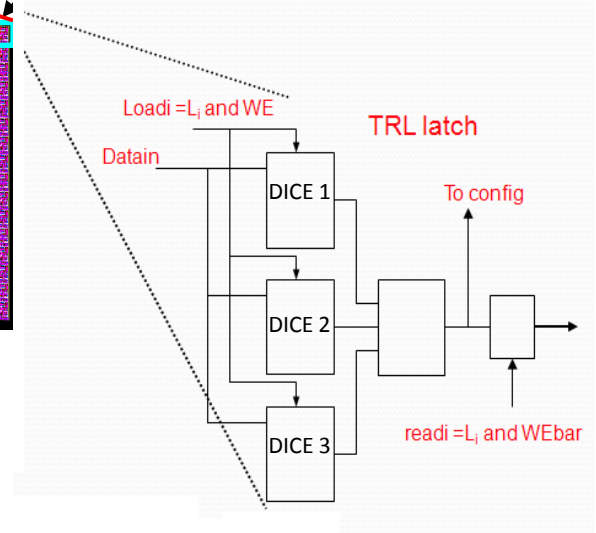 Loadi =Li and WE
TRL latch
Datain
DICE 1
To config
DICE 2
readi =Li and WEbar
DICE 3